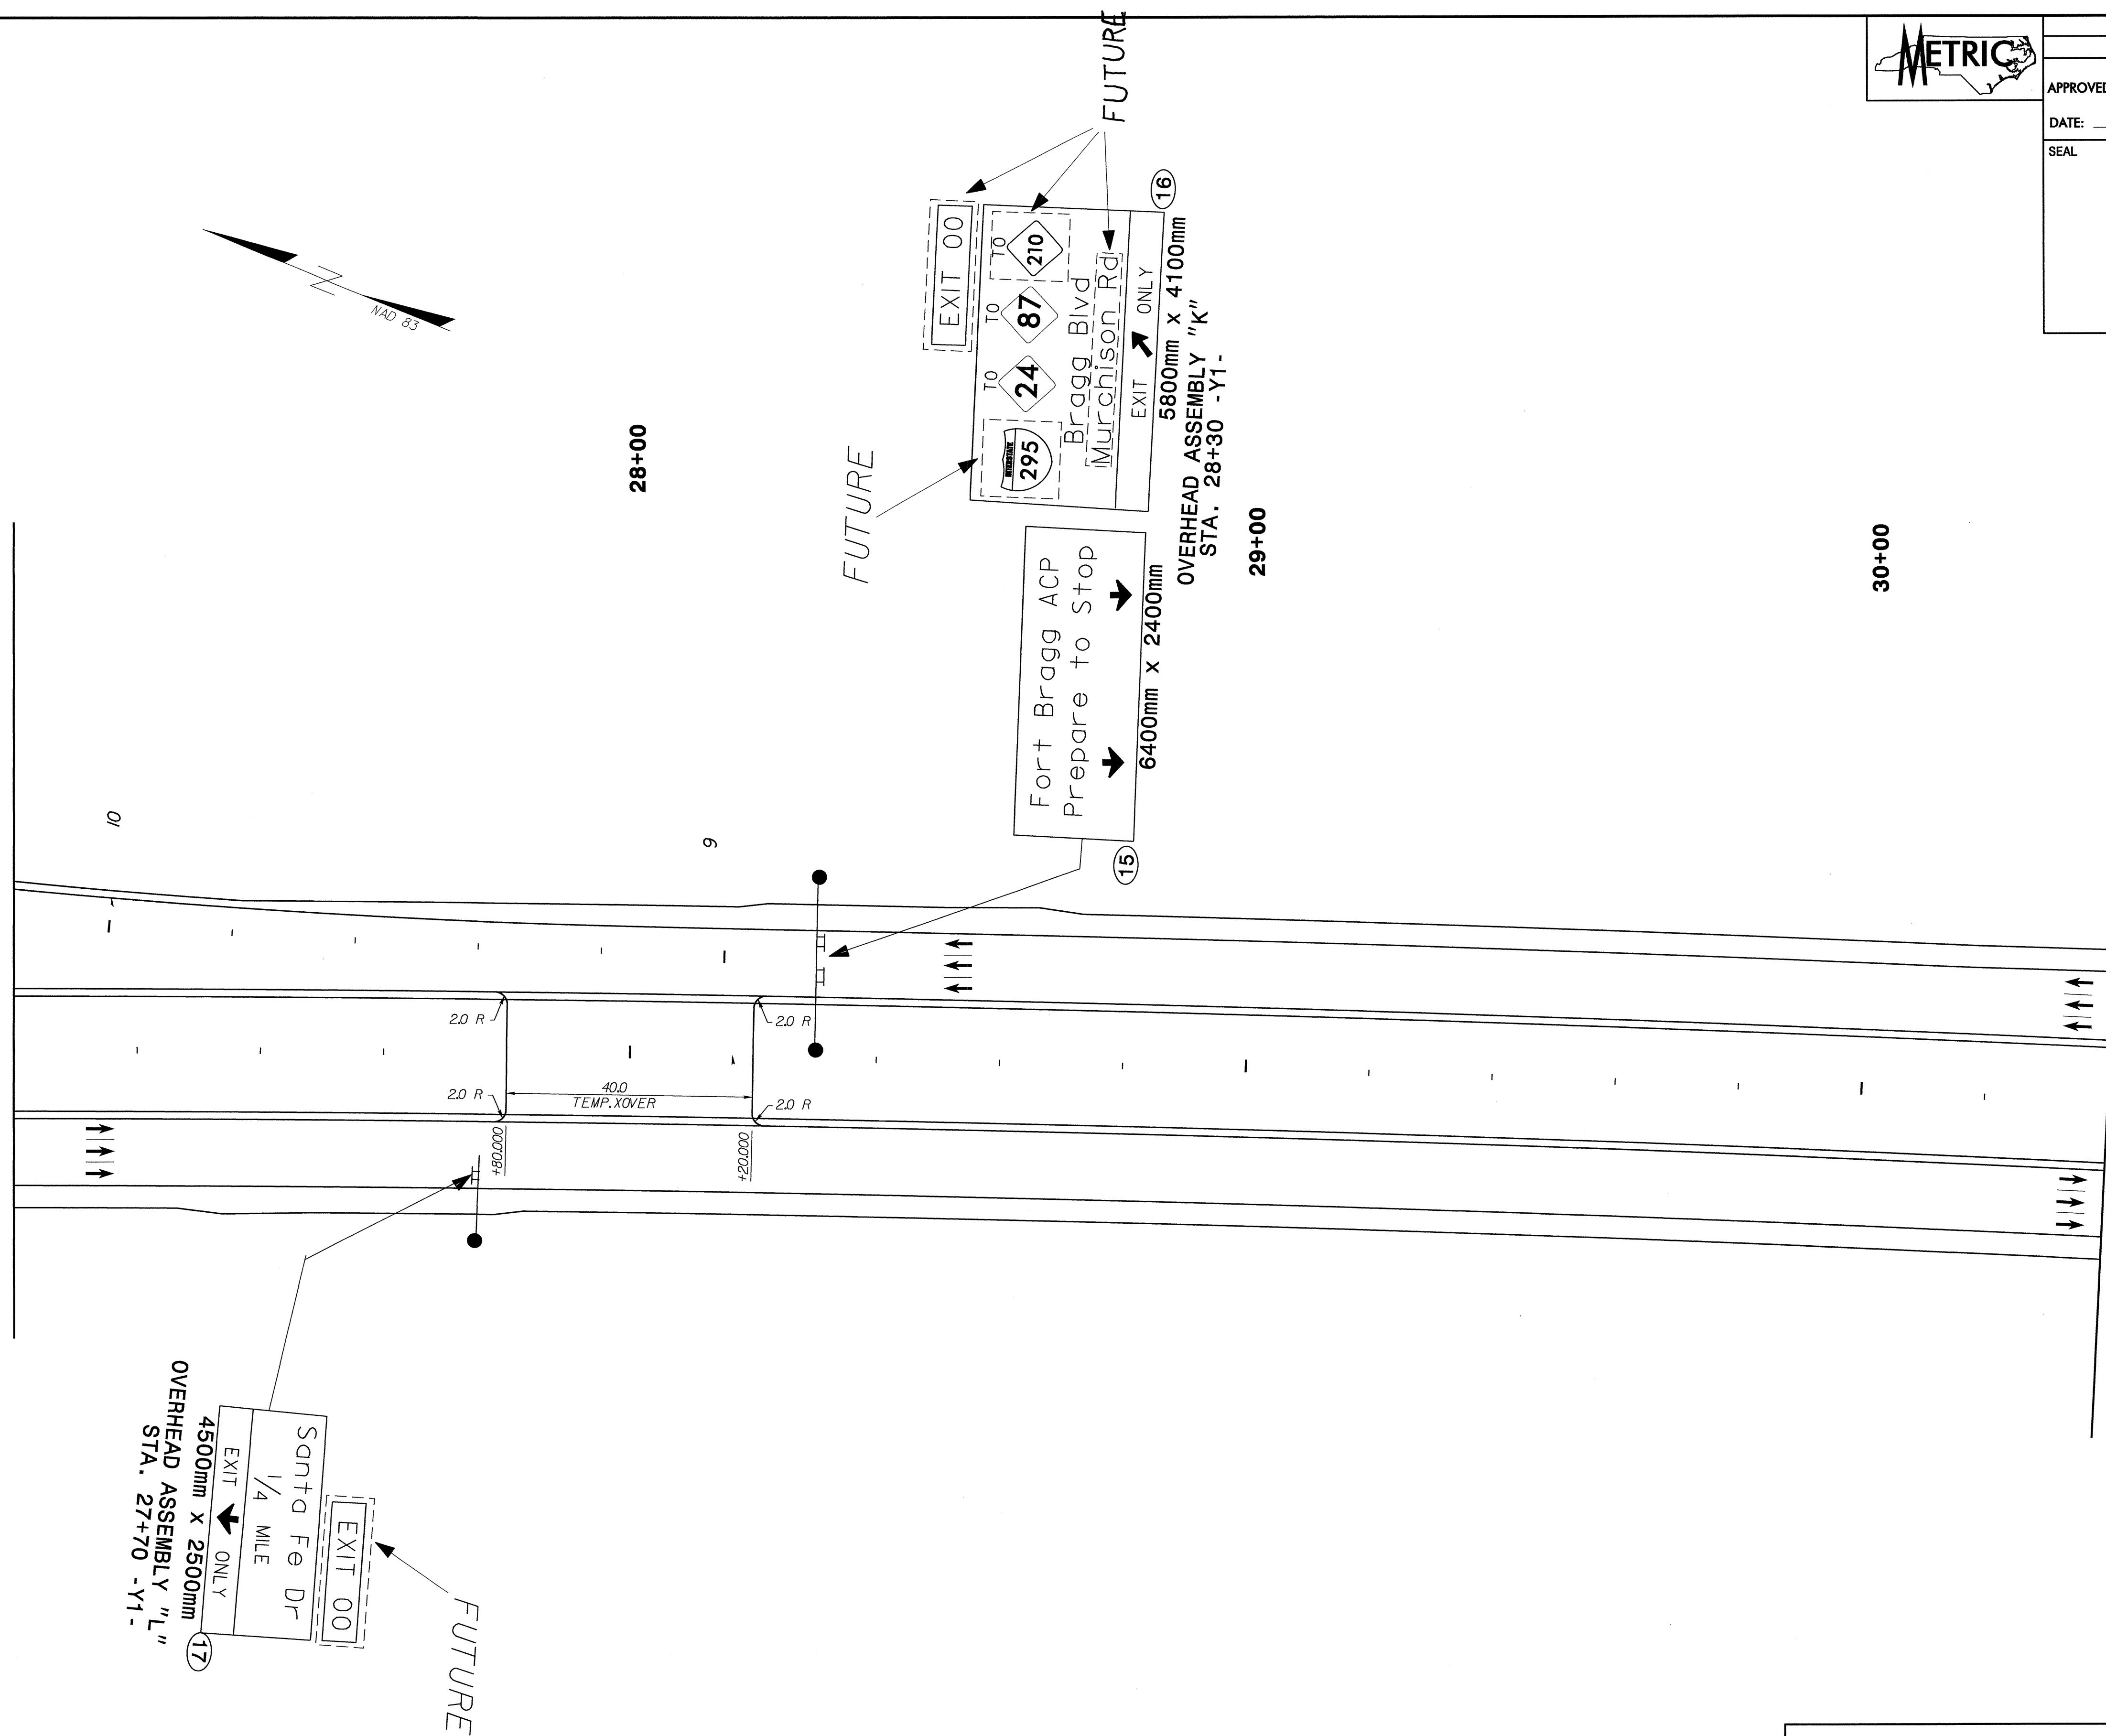 METRIC
APPROVED
DATE:
SEAL
NAD 83
FUTURE
16
EXIT 00
TO TO TO
INTERSTATE 295 24 87 210
Bragg Blvd
Murchison Rd
EXIT ONLY
5800mm x 4100mm
OVERHEAD ASSEMBLY "K"
STA. 28+30 -Y1-
FUTURE
28+00
29+00
30+00
Fort Bragg ACP
Prepare to Stop
6400mm x 2400mm
15
10
9
2.0 R
2.0 R
2.0 R
2.0 R
40.0
TEMP. XOVER
+80.000
+20.000
EXIT 00
Santa Fe Dr
1/4 MILE
EXIT ONLY
4500mm x 2500mm
OVERHEAD ASSEMBLY "L"
STA. 27+70 -Y1-
17
FUTURE